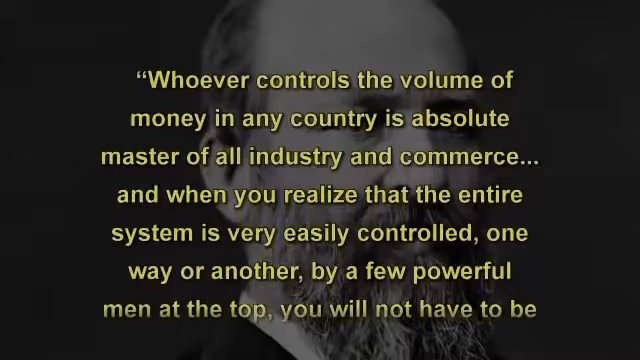 “Whoever controls the volume of
money in any country is absolute
master of all industry and commerce...
and when you realize that the entire
system is very easily controlled, one
way or another, by a few powerful
men at the top, you will not have to be